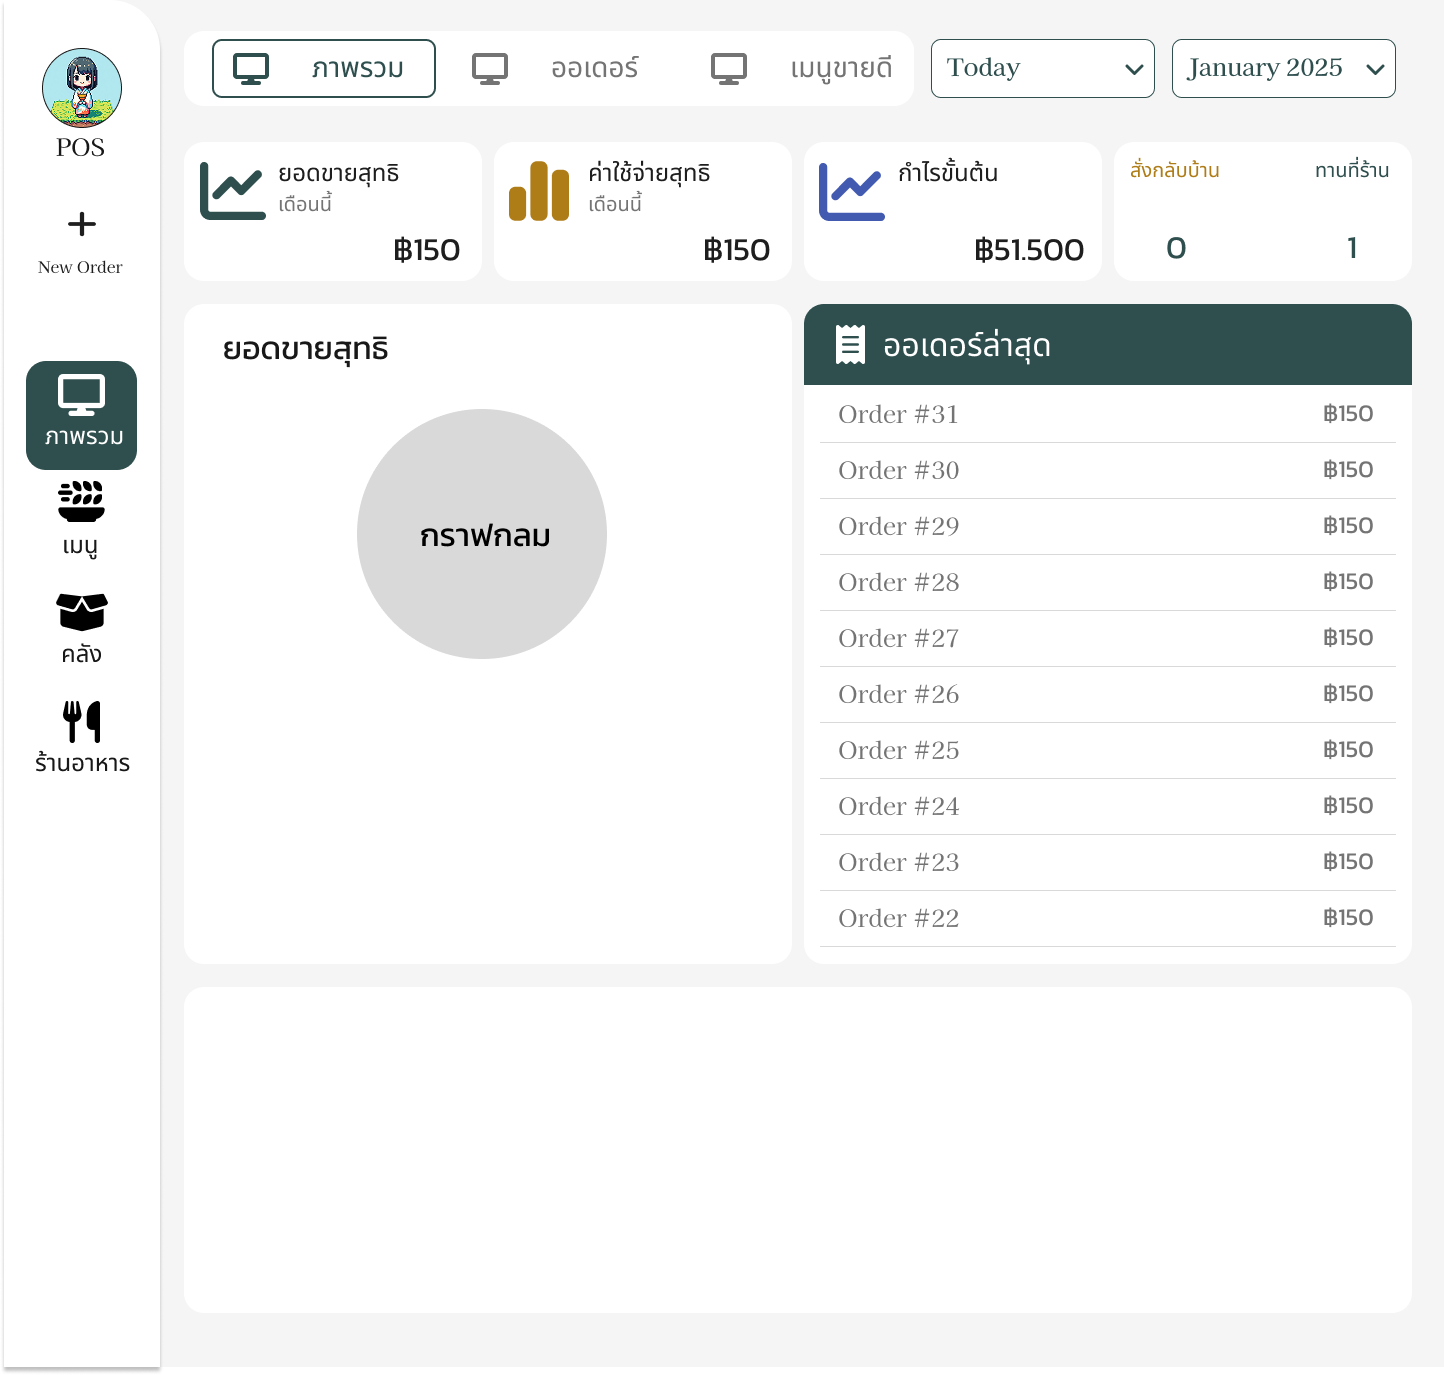 POS
New Order
ภาพรวม
เมนู
คลัง
ร้านอาหาร
ภาพรวม
ออเดอร์
เมนูขายดี
Today
January 2025
ยอดขายสุทธิ
เดือนนี้
฿150
ค่าใช้จ่ายสุทธิ
เดือนนี้
฿150
กำไรขั้นต้น
฿51.500
สั่งกลับบ้าน
ทานที่ร้าน
0
1
ยอดขายสุทธิ
กราฟกลม
ออเดอร์ล่าสุด
Order #31 ฿150
Order #30 ฿150
Order #29 ฿150
Order #28 ฿150
Order #27 ฿150
Order #26 ฿150
Order #25 ฿150
Order #24 ฿150
Order #23 ฿150
Order #22 ฿150